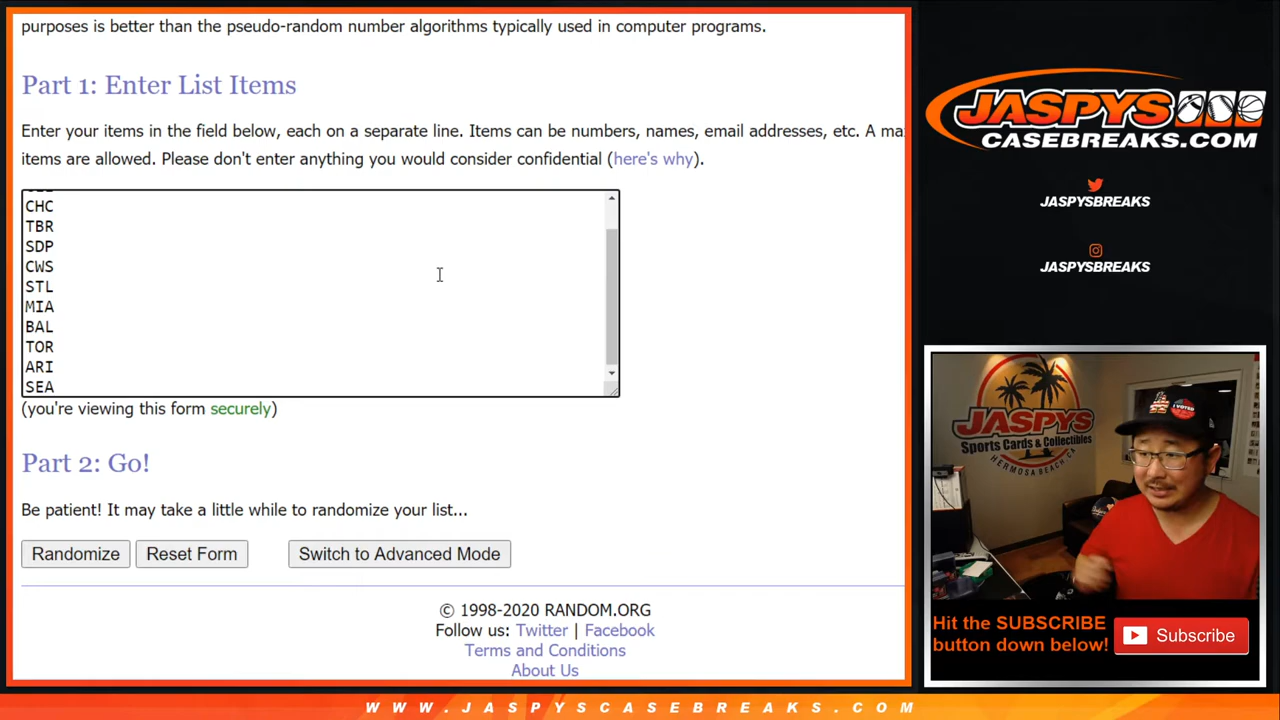 purposes is better than the pseudo-random number algorithms typically used in computer programs.
Part 1: Enter List Items
Enter your items in the field below, each on a separate line. Items can be numbers, names, email addresses, etc. A ma
items are allowed. Please don't enter anything you would consider confidential (here's why).
CHC
TBR
SDP
CWS
STL
MIA
BAL
TOR
ARI
SEA
(you're viewing this form securely)
Part 2: Go!
Be patient! It may take a little while to randomize your list...
Randomize Reset Form Switch to Advanced Mode
© 1998-2020 RANDOM.ORG
Follow us: Twitter | Facebook
Terms and Conditions
About Us
JASPYS
CASEBREAKS.COM
JASPYSBREAKS
JASPYSBREAKS
JASPYS
Sports Cards & Collectibles
HERMOSA BEACH, CA
I VOTED
Hit the SUBSCRIBE
button down below!
Subscribe
WWW.JASPYSCASEBREAKS.COM